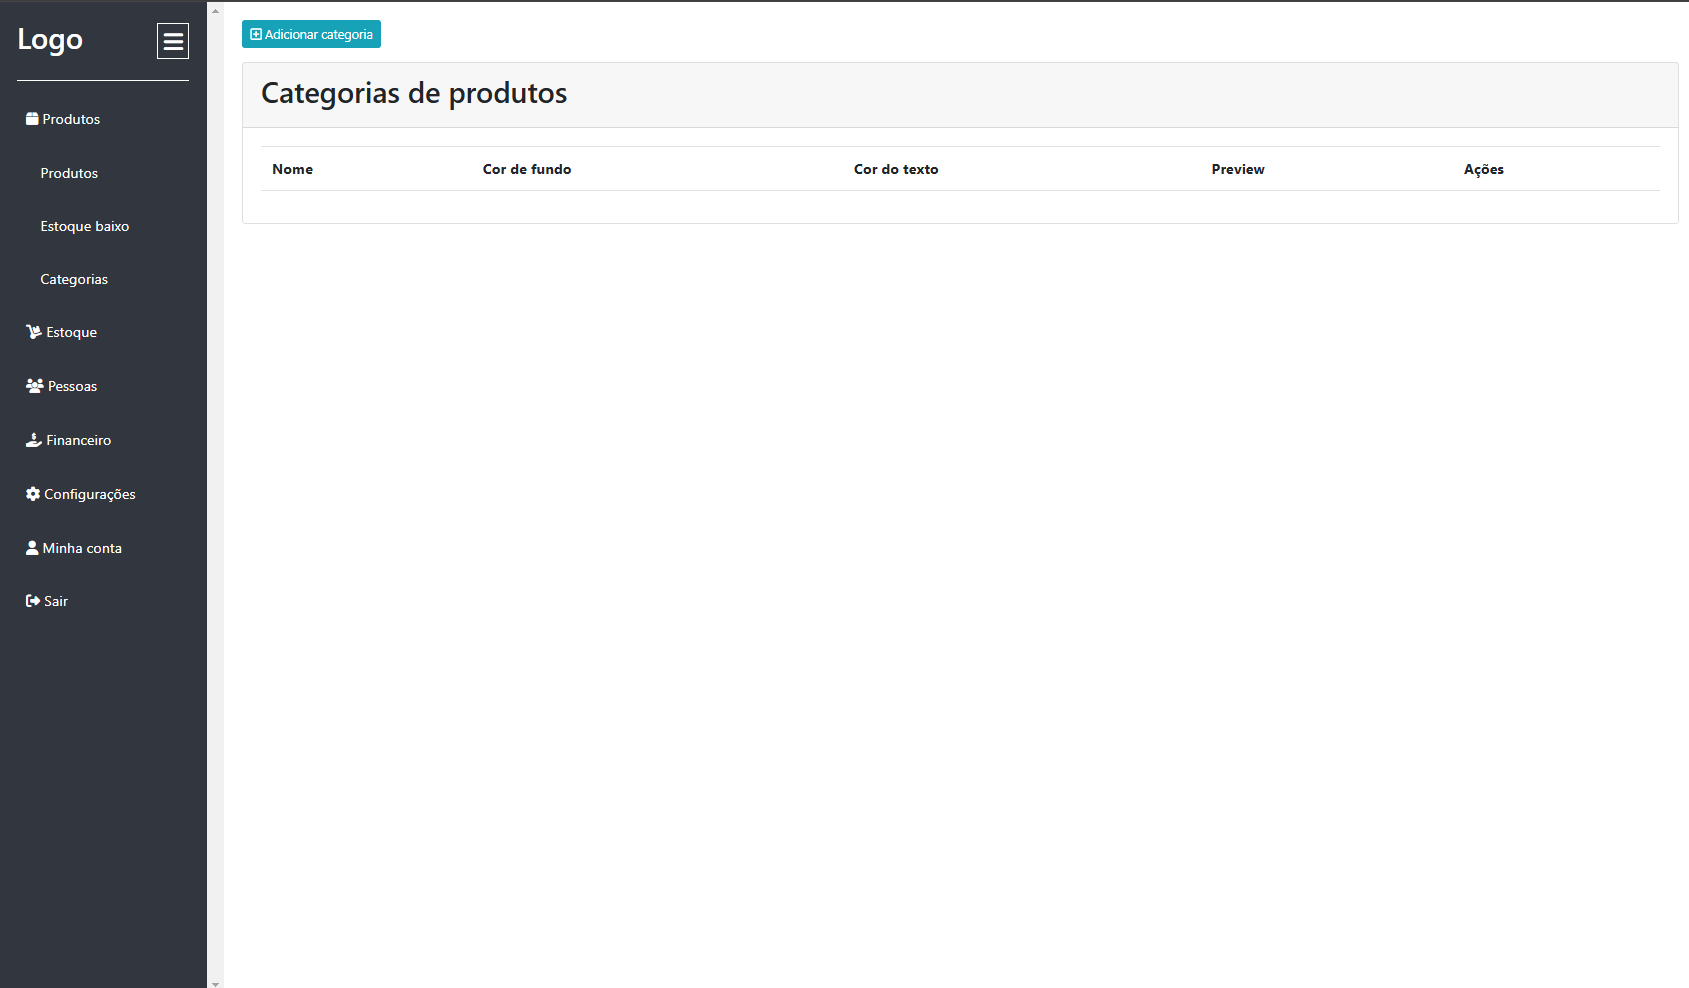 Logo
Produtos
Produtos
Estoque baixo
Categorias
Estoque
Pessoas
Financeiro
Configurações
Minha conta
Sair
Adicionar categoria
Categorias de produtos
Nome Cor de fundo Cor do texto Preview Ações